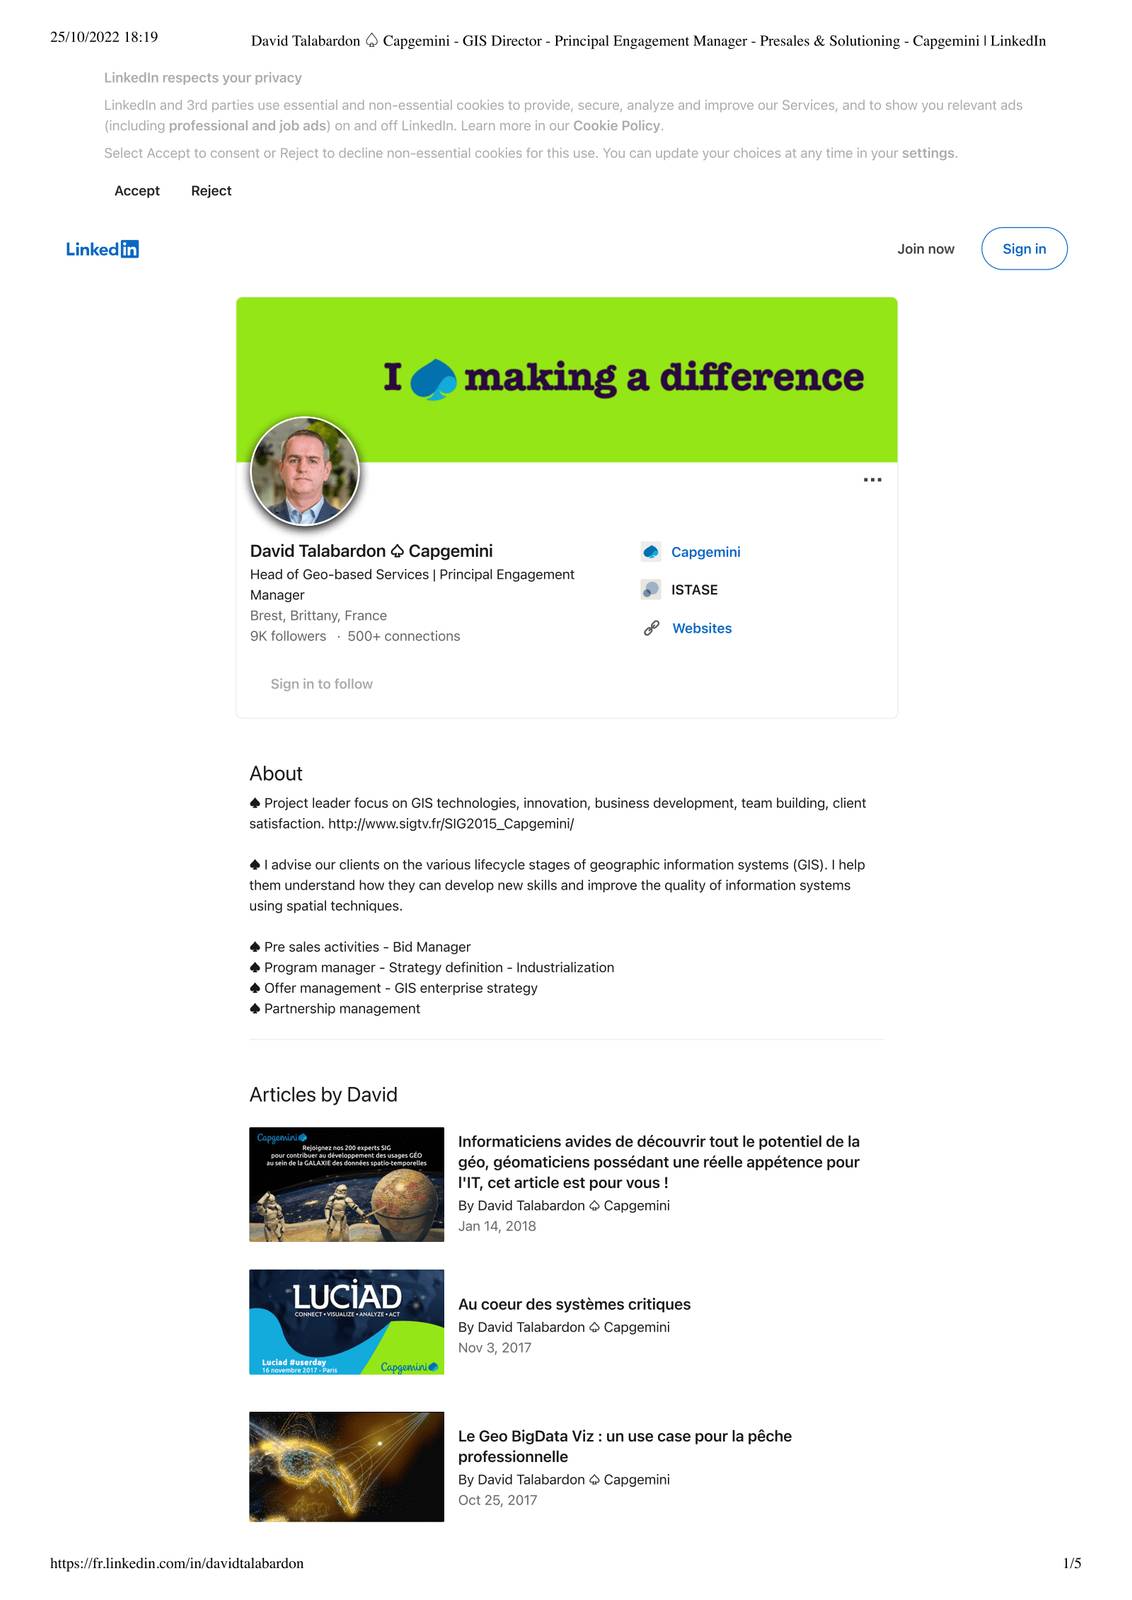 25/10/2022 18:19
David Talabardon ♤ Capgemini - GIS Director - Principal Engagement Manager - Presales & Solutioning - Capgemini | LinkedIn
LinkedIn respects your privacy
LinkedIn and 3rd parties use essential and non-essential cookies to provide, secure, analyze and improve our Services, and to show you relevant ads
(including professional and job ads) on and off LinkedIn. Learn more in our Cookie Policy.
Select Accept to consent or Reject to decline non-essential cookies for this use. You can update your choices at any time in your settings.
Accept Reject
Linkedin
Join now Sign in
I making a difference
David Talabardon ♤ Capgemini
Head of Geo-based Services | Principal Engagement
Manager
Brest, Brittany, France
9K followers · 500+ connections
Capgemini
ISTASE
Websites
Sign in to follow
About
♠ Project leader focus on GIS technologies, innovation, business development, team building, client
satisfaction. http://www.sigtv.fr/SIG2015_Capgemini/
♠ I advise our clients on the various lifecycle stages of geographic information systems (GIS). I help
them understand how they can develop new skills and improve the quality of information systems
using spatial techniques.
♠ Pre sales activities - Bid Manager
♠ Program manager - Strategy definition - Industrialization
♠ Offer management - GIS enterprise strategy
♠ Partnership management
Articles by David
Capgemini
Rejoignez nos 200 experts SIG
pour contribuer au développement des usages GÉO
au sein de la GALAXIE des données spatio-temporelles
Informaticiens avides de découvrir tout le potentiel de la
géo, géomaticiens possédant une réelle appétence pour
l'IT, cet article est pour vous !
By David Talabardon ♤ Capgemini
Jan 14, 2018
LUCIAD
CONNECT • VISUALIZE • ANALYZE • ACT
Luciad #userday
16 novembre 2017 - Paris
Capgemini
Au coeur des systèmes critiques
By David Talabardon ♤ Capgemini
Nov 3, 2017
Le Geo BigData Viz : un use case pour la pêche
professionnelle
By David Talabardon ♤ Capgemini
Oct 25, 2017
https://fr.linkedin.com/in/davidtalabardon
1/5